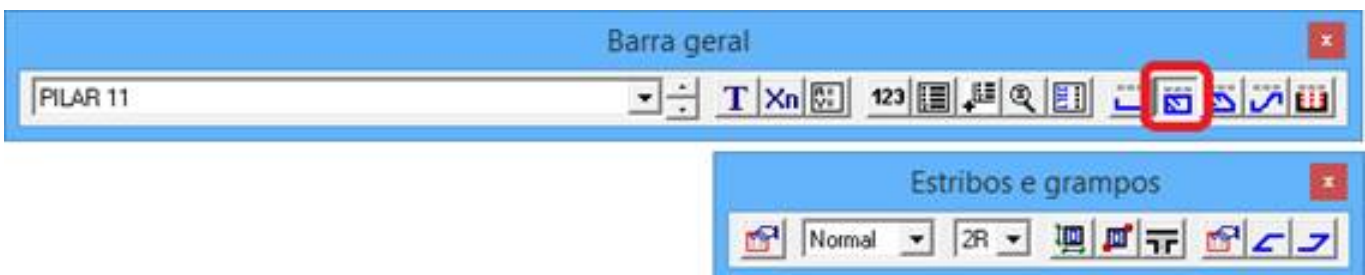 Barra geral
PILAR 11
T Xn 123
Estribos e grampos
Normal 2R